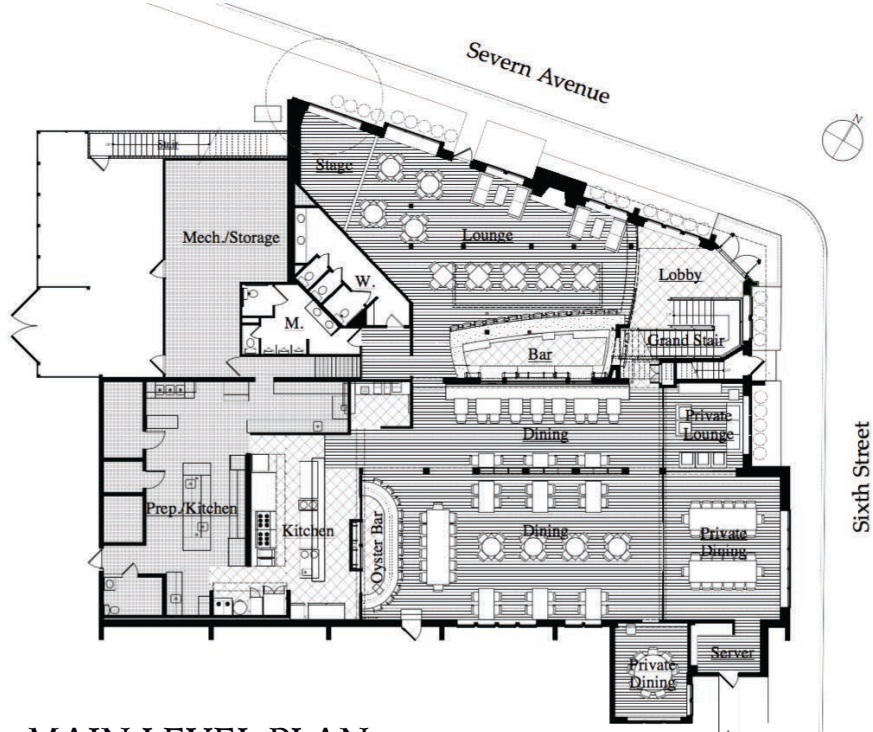 Severn Avenue
N
Stair
Stage
Mech./Storage
Lounge
Lobby
W.
M.
Grand Stair
Bar
Private
Lounge
Dining
Sixth Street
Prep./Kitchen
Kitchen
Oyster Bar
Dining
Private
Dining
Server
Private
Dining
MAIN LEVEL PLAN